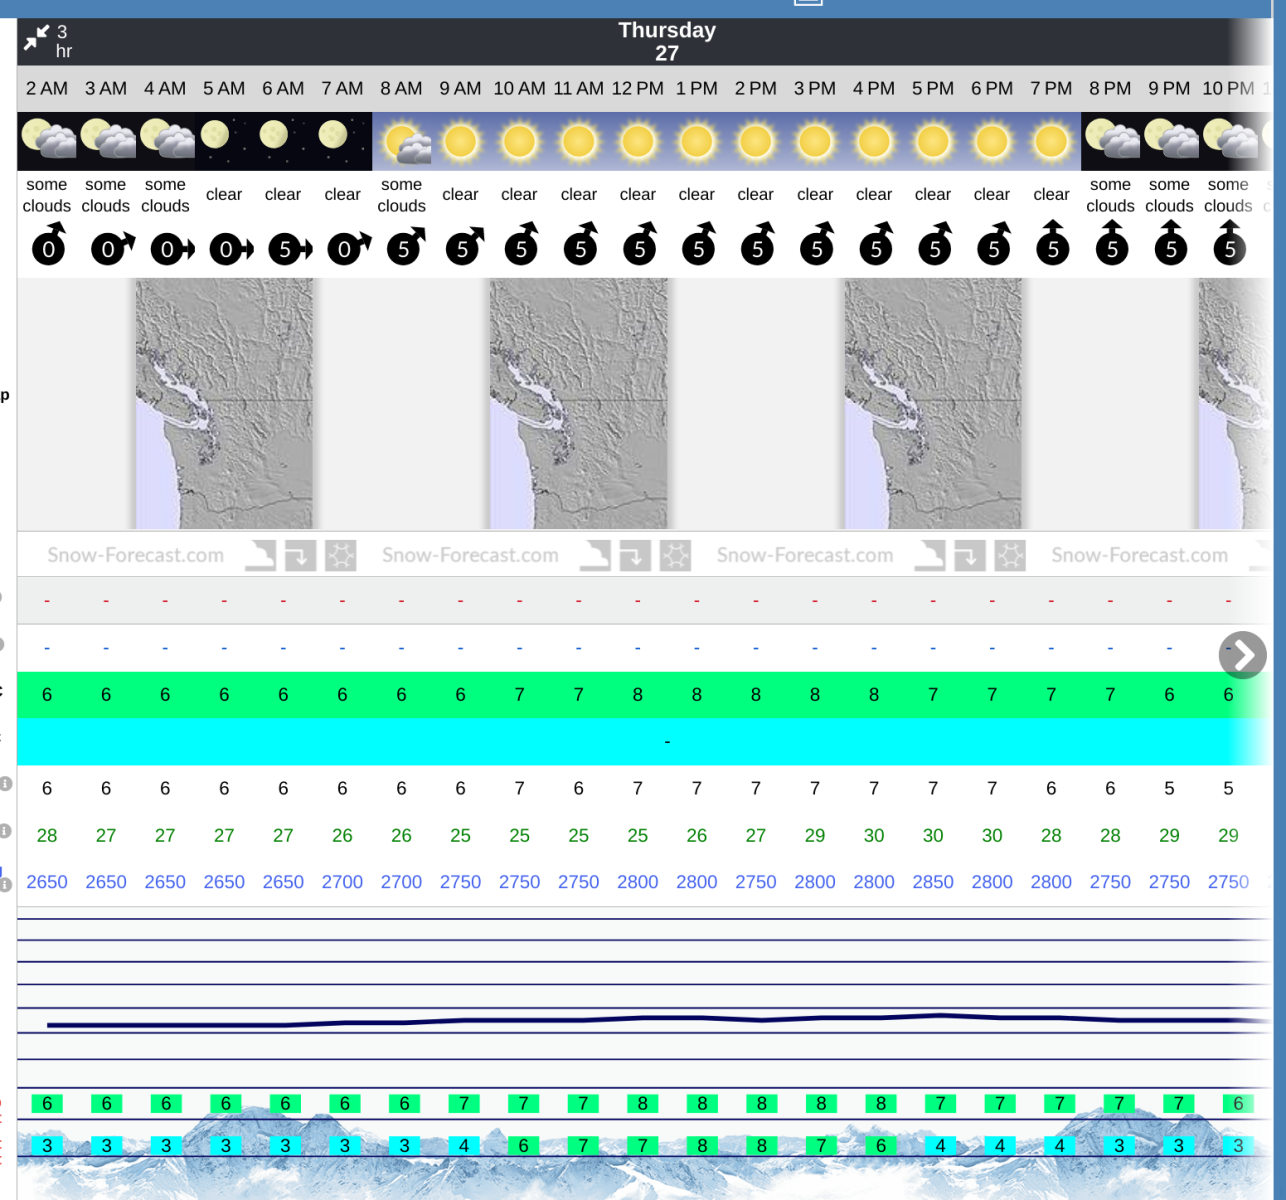 3
hr
Thursday
27
2 AM 3 AM 4 AM 5 AM 6 AM 7 AM 8 AM 9 AM 10 AM 11 AM 12 PM 1 PM 2 PM 3 PM 4 PM 5 PM 6 PM 7 PM 8 PM 9 PM 10 PM
some some some clear clear clear some clear clear clear clear clear clear clear clear clear clear clear some some some
clouds clouds clouds clouds clouds clouds clouds
0 0 0 0 5 0 5 5 5 5 5 5 5 5 5 5 5 5 5 5 5
Snow-Forecast.com Snow-Forecast.com Snow-Forecast.com Snow-Forecast.com
- - - - - - - - - - - - - - - - - - - - -
- - - - - - - - - - - - - - - - - - - - -
6 6 6 6 6 6 6 6 7 7 8 8 8 8 8 7 7 7 7 6 6
-
6 6 6 6 6 6 6 6 7 6 7 7 7 7 7 7 7 6 6 5 5
28 27 27 27 27 26 26 25 25 25 25 26 27 29 30 30 30 28 28 29 29
2650 2650 2650 2650 2650 2700 2700 2750 2750 2750 2800 2800 2750 2800 2800 2850 2800 2800 2750 2750 2750
6 6 6 6 6 6 6 7 7 7 8 8 8 8 8 7 7 7 7 7 6
3 3 3 3 3 3 3 4 6 7 7 8 8 7 6 4 4 4 3 3 3